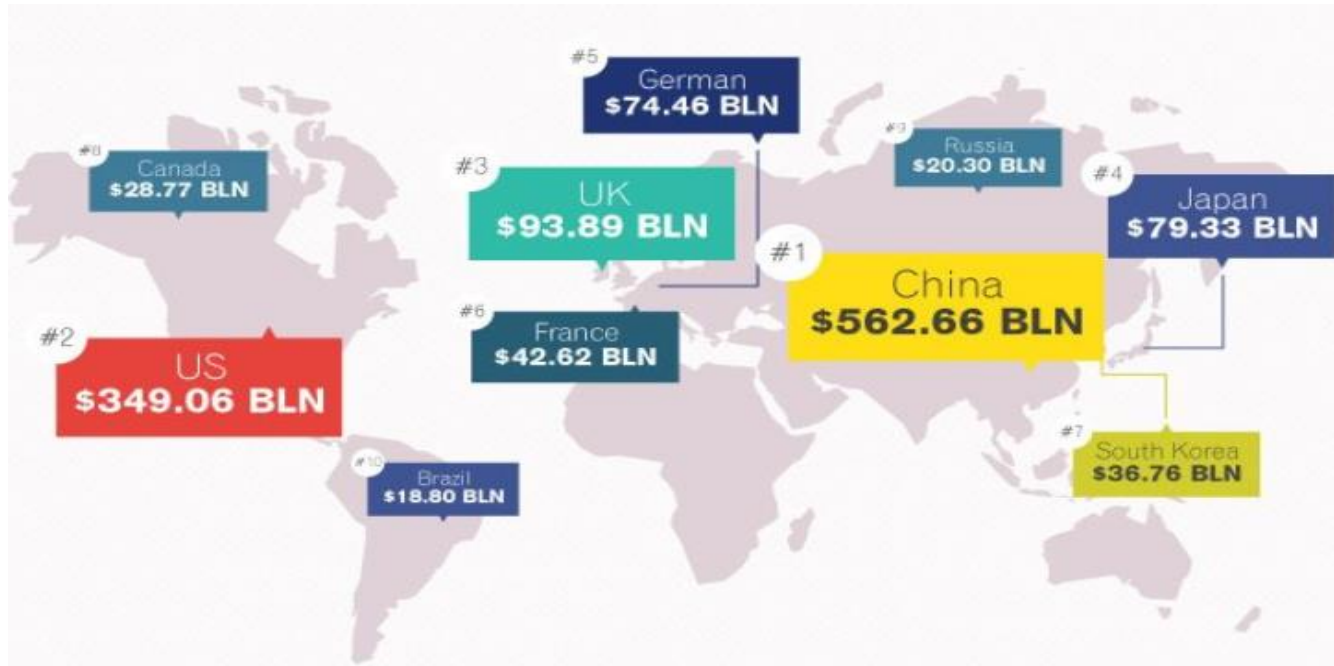 #5
German
$74.46 BLN
#8
Canada
$28.77 BLN
#3
UK
$93.89 BLN
#9
Russia
$20.30 BLN
#4
Japan
$79.33 BLN
#1
China
$562.66 BLN
#6
France
$42.62 BLN
#2
US
$349.06 BLN
#7
South Korea
$36.76 BLN
#10
Brazil
$18.80 BLN